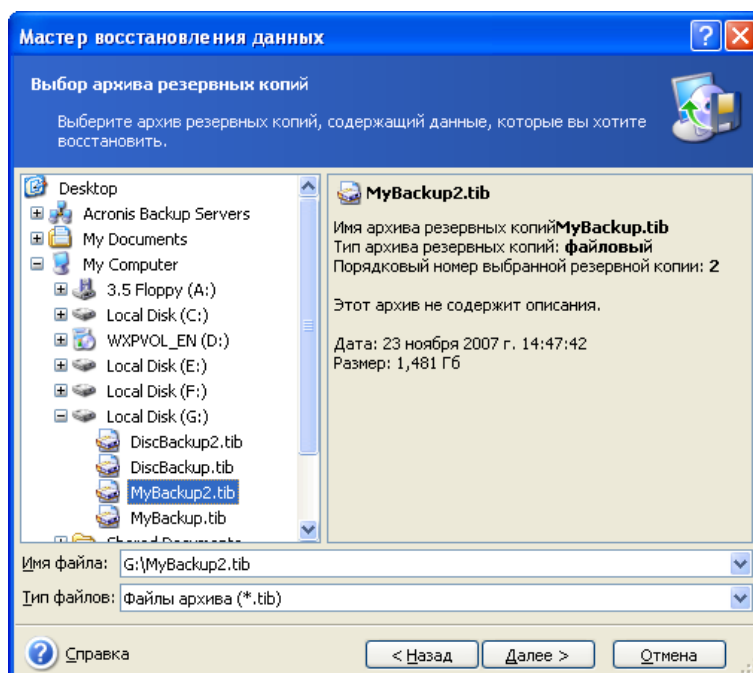 Мастер восстановления данных
Выбор архива резервных копий
Выберите архив резервных копий, содержащий данные, которые вы хотите
восстановить.
Desktop
Acronis Backup Servers
My Documents
My Computer
3.5 Floppy (A:)
Local Disk (C:)
WXPVOL_EN (D:)
Local Disk (E:)
Local Disk (F:)
Local Disk (G:)
DiscBackup2.tib
DiscBackup.tib
MyBackup2.tib
MyBackup.tib
Shared Documents
MyBackup2.tib
Имя архива резервных копийMyBackup.tib
Тип архива резервных копий: файловый
Порядковый номер выбранной резервной копии: 2
Этот архив не содержит описания.
Дата: 23 ноября 2007 г. 14:47:42
Размер: 1,481 Гб
Имя файла: G:\MyBackup2.tib
Тип файлов: Файлы архива (*.tib)
Справка
< Назад
Далее >
Отмена